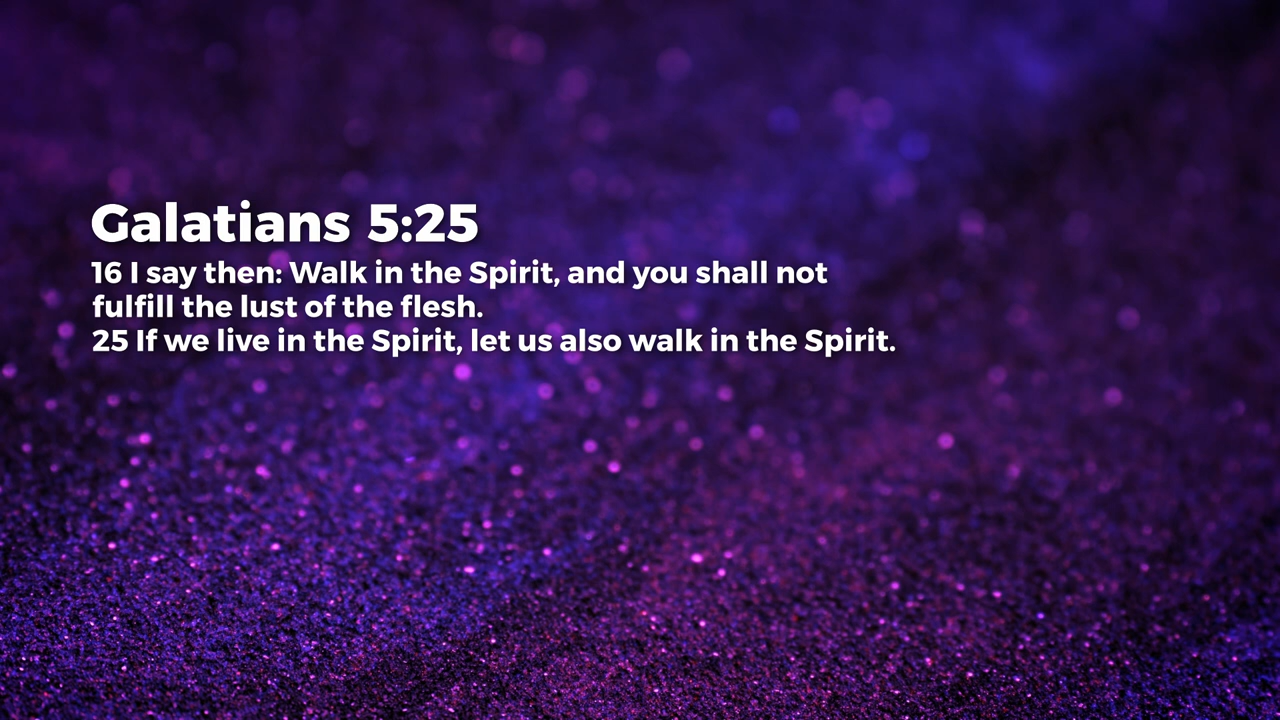 Galatians 5:25
16 I say then: Walk in the Spirit, and you shall not
fulfill the lust of the flesh.
25 If we live in the Spirit, let us also walk in the Spirit.